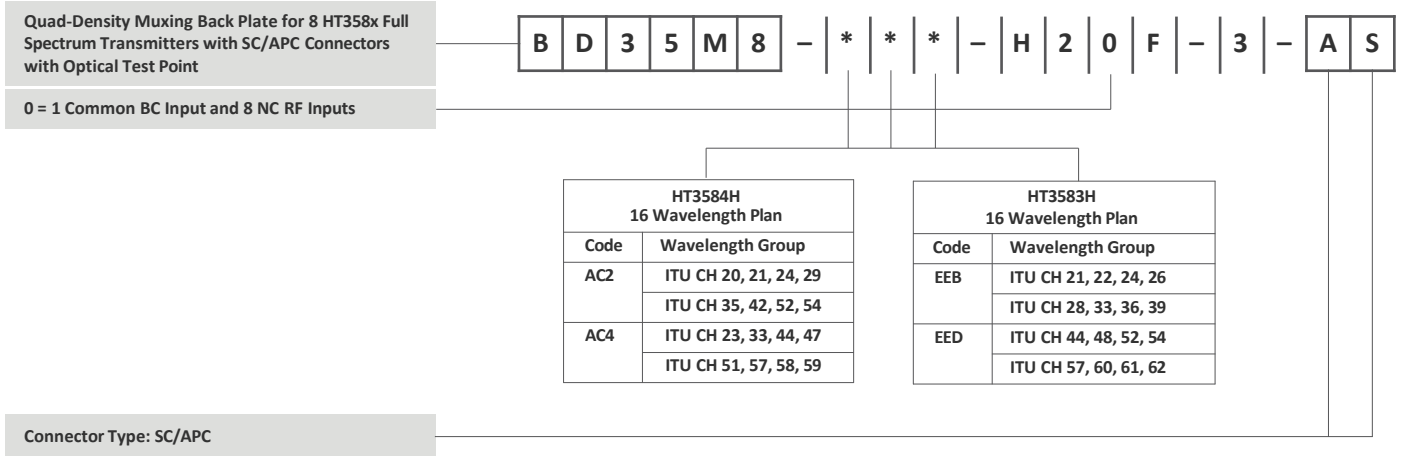 Quad-Density Muxing Back Plate for 8 HT358x Full
Spectrum Transmitters with SC/APC Connectors
with Optical Test Point
B D 3 5 M 8 – * * * – H 2 0 F – 3 – A S
0 = 1 Common BC Input and 8 NC RF Inputs
HT3584H
16 Wavelength Plan
Code Wavelength Group
AC2 ITU CH 20, 21, 24, 29
ITU CH 35, 42, 52, 54
AC4 ITU CH 23, 33, 44, 47
ITU CH 51, 57, 58, 59
HT3583H
16 Wavelength Plan
Code Wavelength Group
EEB ITU CH 21, 22, 24, 26
ITU CH 28, 33, 36, 39
EED ITU CH 44, 48, 52, 54
ITU CH 57, 60, 61, 62
Connector Type: SC/APC